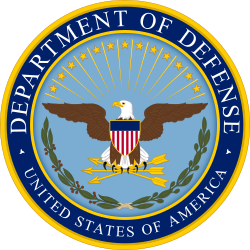 DEPARTMENT OF DEFENSE
UNITED STATES OF AMERICA